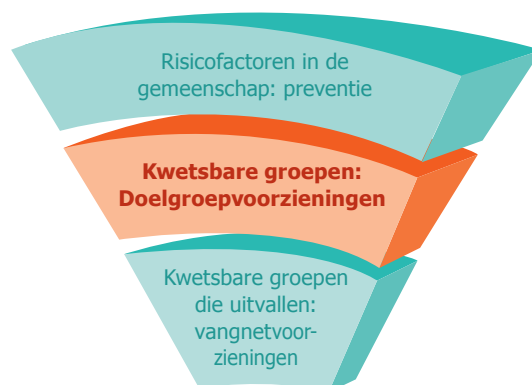 Risicofactoren in de
gemeenschap: preventie
Kwetsbare groepen:
Doelgroepvoorzieningen
Kwetsbare groepen
die uitvallen:
vangnetvoor-
zieningen